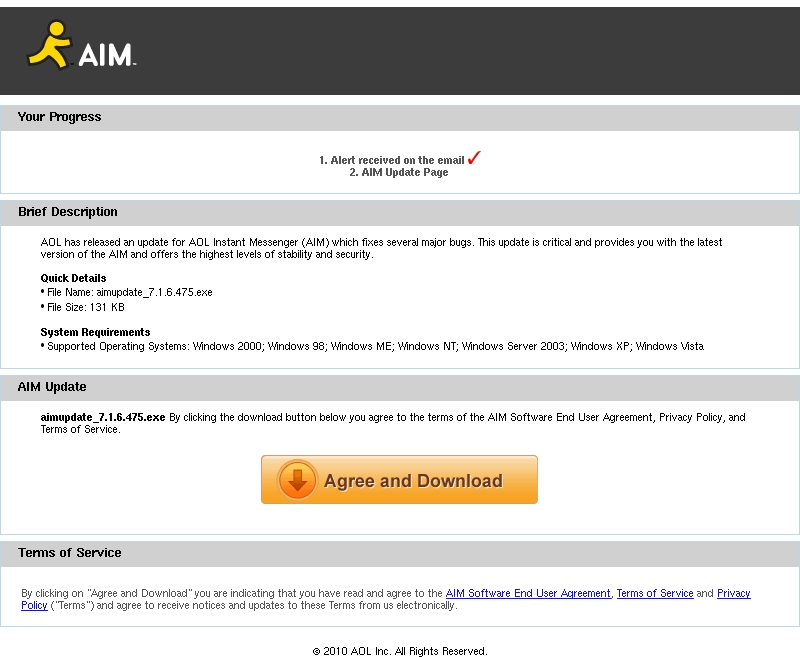 AIM
Your Progress
1. Alert received on the email
2. AIM Update Page
Brief Description
AOL has released an update for AOL Instant Messenger (AIM) which fixes several major bugs. This update is critical and provides you with the latest
version of the AIM and offers the highest levels of stability and security.
Quick Details
• File Name: aimupdate_7.1.6.475.exe
• File Size: 131 KB
System Requirements
• Supported Operating Systems: Windows 2000; Windows 98; Windows ME; Windows NT; Windows Server 2003; Windows XP; Windows Vista
AIM Update
aimupdate_7.1.6.475.exe By clicking the download button below you agree to the terms of the AIM Software End User Agreement, Privacy Policy, and
Terms of Service.
Agree and Download
Terms of Service
By clicking on "Agree and Download" you are indicating that you have read and agree to the AIM Software End User Agreement, Terms of Service and Privacy
Policy ("Terms") and agree to receive notices and updates to these Terms from us electronically.
© 2010 AOL Inc. All Rights Reserved.